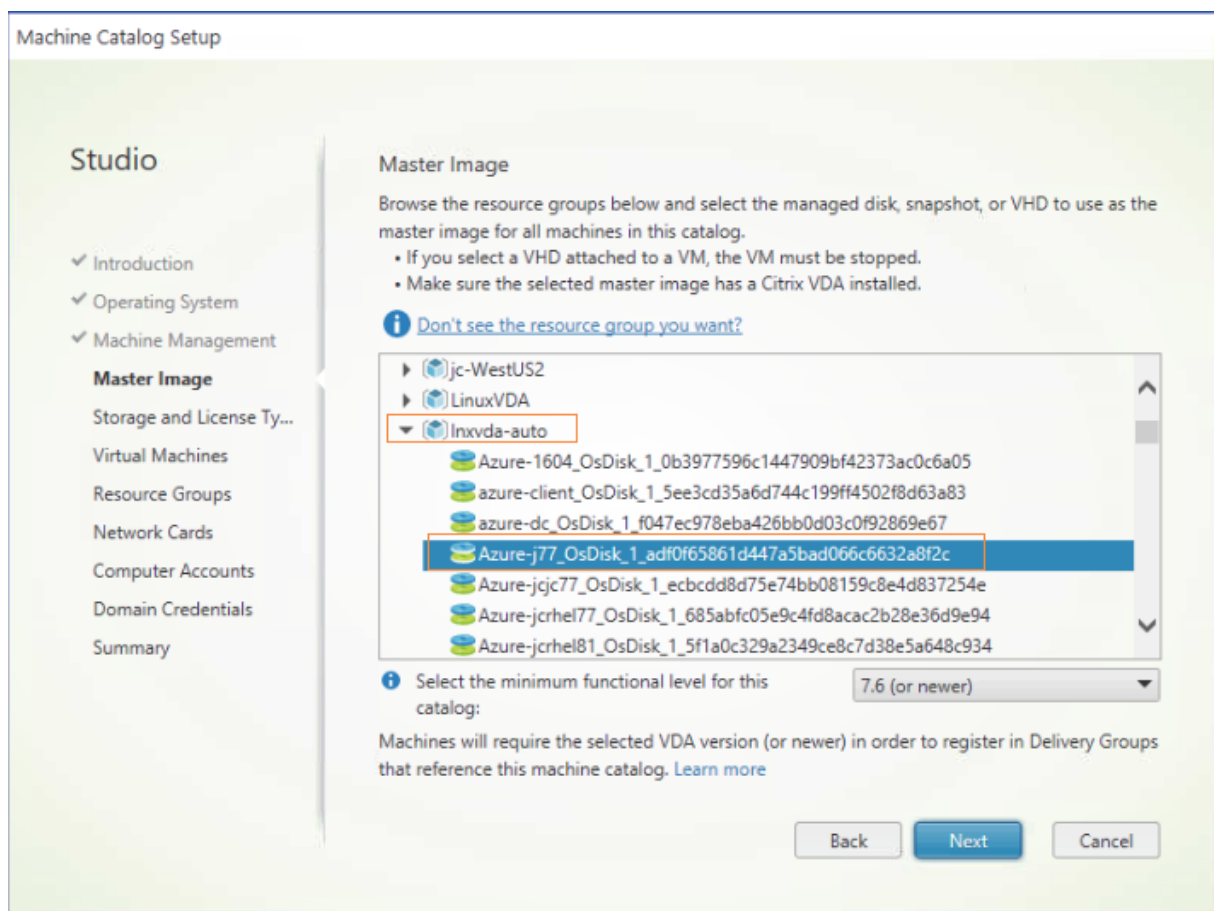 Machine Catalog Setup
Studio
Introduction
Operating System
Machine Management
Master Image
Storage and License Ty...
Virtual Machines
Resource Groups
Network Cards
Computer Accounts
Domain Credentials
Summary
Master Image
Browse the resource groups below and select the managed disk, snapshot, or VHD to use as the
master image for all machines in this catalog.
• If you select a VHD attached to a VM, the VM must be stopped.
• Make sure the selected master image has a Citrix VDA installed.
Don't see the resource group you want?
jc-WestUS2
LinuxVDA
lnxvda-auto
Azure-1604_OsDisk_1_0b3977596c1447909bf42373ac0c6a05
azure-client_OsDisk_1_5ee3cd35a6d744c199ff4502f8d63a83
azure-dc_OsDisk_1_f047ec978eba426bb0d03c0f92869e67
Azure-j77_OsDisk_1_adf0f65861d447a5bad066c6632a8f2c
Azure-jcjc77_OsDisk_1_ecbcdd8d75e74bb08159c8e4d837254e
Azure-jcrhel77_OsDisk_1_685abfc05e9c4fd8acac2b28e36d9e94
Azure-jcrhel81_OsDisk_1_5f1a0c329a2349ce8c7d38e5a648c934
Select the minimum functional level for this
catalog:
7.6 (or newer)
Machines will require the selected VDA version (or newer) in order to register in Delivery Groups
that reference this machine catalog. Learn more
Back
Next
Cancel